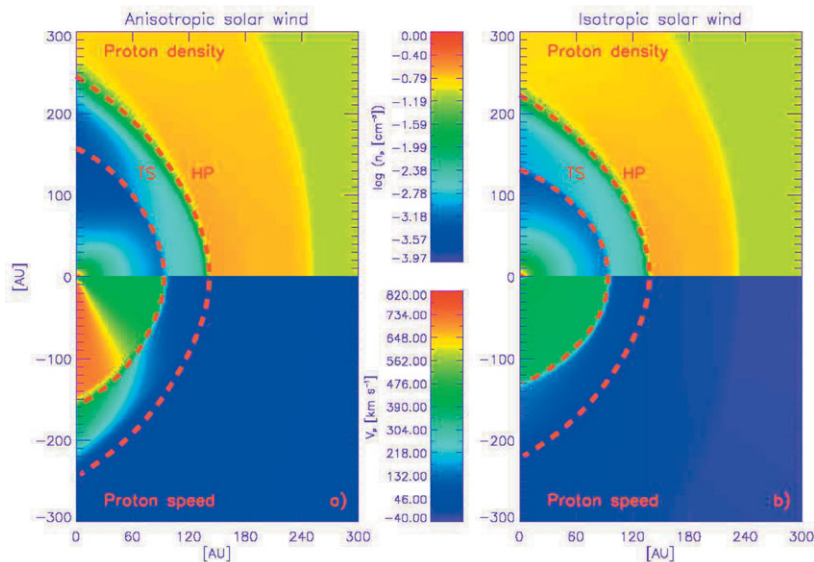 Anisotropic solar wind
Isotropic solar wind
300
200
100
0
-100
-200
-300
[AU]
Proton density
TS
HP
Proton speed
a)
0 60 120 180 240 300
[AU]
0.00
-0.40
-0.79
-1.19
-1.59
-1.99
-2.38
-2.78
-3.18
-3.57
-3.97
log (nₚ [cm⁻³])
820.00
734.00
648.00
562.00
476.00
390.00
304.00
218.00
132.00
46.00
-40.00
Vₚ [km s⁻¹]
300
200
100
0
-100
-200
-300
Proton density
TS
HP
Proton speed
b)
0 60 120 180 240 300
[AU]